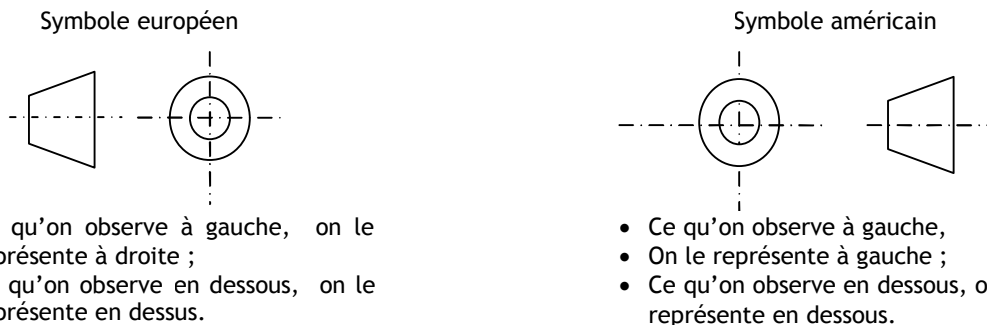 Symbole européen
Symbole américain
qu’on observe à gauche, on le
présente à droite ;
qu’on observe en dessous, on le
présente en dessus.
• Ce qu’on observe à gauche,
• On le représente à gauche ;
• Ce qu’on observe en dessous, o
représente en dessous.